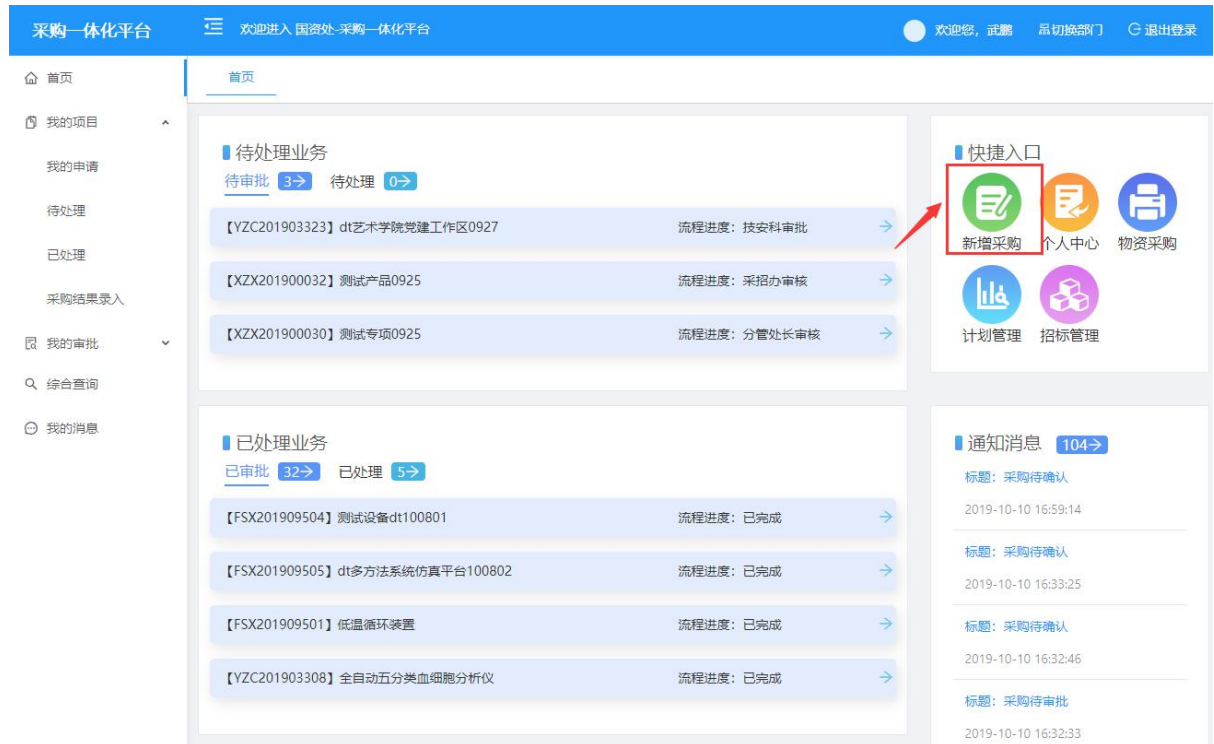 采购一体化平台
欢迎进入 国资处-采购一体化平台
欢迎您，武鹏 切换部门 退出登录
首页
我的项目
我的申请
待处理
已处理
采购结果录入
我的审批
综合查询
我的消息
首页
待处理业务
待审批 3→ 待处理 0→
【YZC201903323】dt艺术学院党建工作区0927 流程进度：技安科审批 →
【XZX201900032】测试产品0925 流程进度：采招办审核 →
【XZX201900030】测试专项0925 流程进度：分管处长审核 →
快捷入口
新增采购 个人中心 物资采购
计划管理 招标管理
已处理业务
已审批 32→ 已处理 5→
【FSX201909504】测试设备dt100801 流程进度：已完成 →
【FSX201909505】dt多方法系统仿真平台100802 流程进度：已完成 →
【FSX201909501】低温循环装置 流程进度：已完成 →
【YZC201903308】全自动五分类血细胞分析仪 流程进度：已完成 →
通知消息 104→
标题：采购待确认
2019-10-10 16:59:14
标题：采购待确认
2019-10-10 16:33:25
标题：采购待确认
2019-10-10 16:32:46
标题：采购待审批
2019-10-10 16:32:33